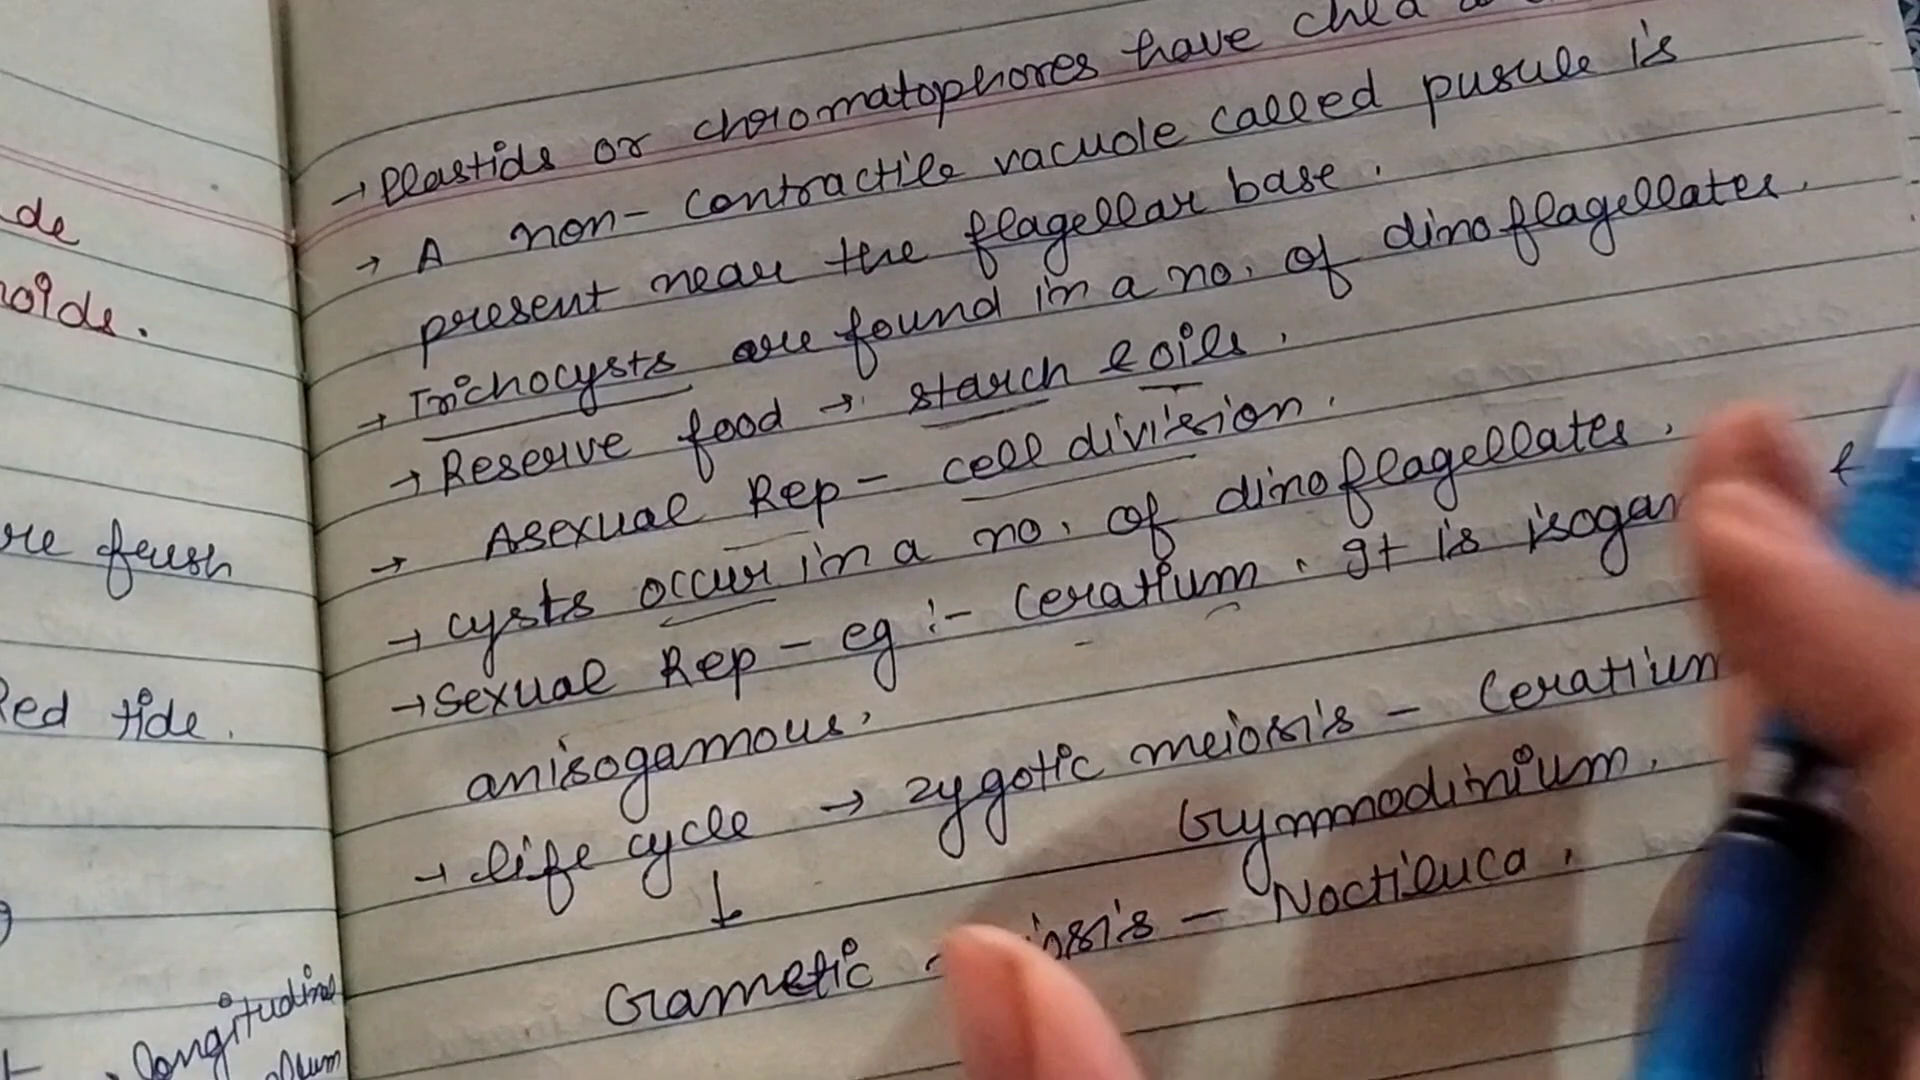 de
are fresh
Red tide.
longitudinal
→ Plastids or chromatophores have chl a
→ A non-contractile vacuole called pusule is
present near the flagellar base.
→ Trichocysts are found in a no. of dinoflagellates.
→ Reserve food → starch & oils.
→ Asexual Rep - cell division.
→ cysts occur in a no. of dinoflagellates.
→ Sexual Rep - eg :- Ceratium. It is isogam
anisogamous.
→ life cycle → zygotic meiosis - Ceratium
↓ Gymnodinium.
Gametic - Noctiluca.